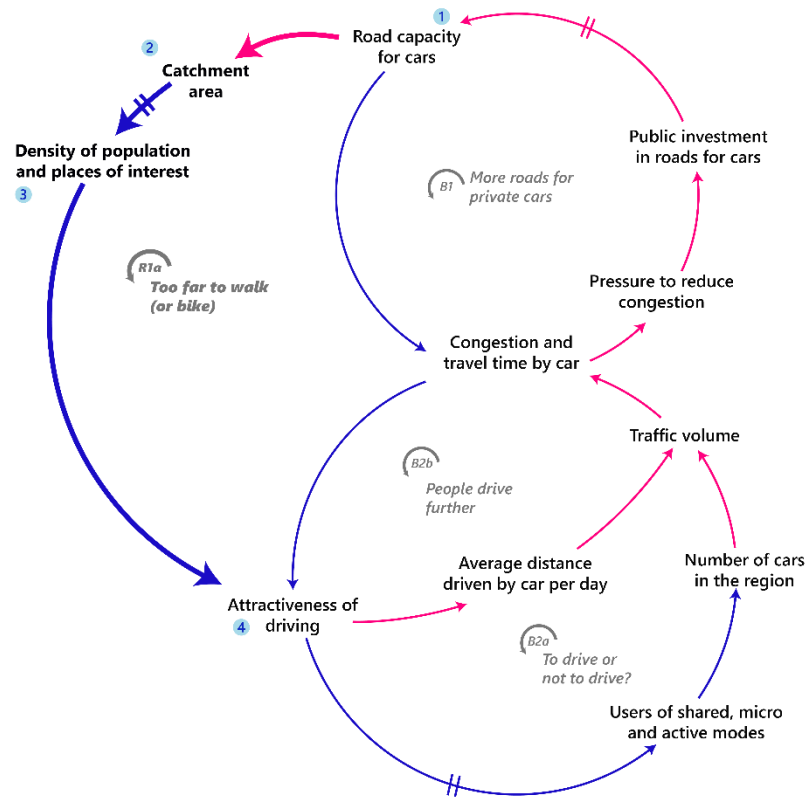 1
Road capacity
for cars
2
Catchment
area
Public investment
in roads for cars
Density of population
and places of interest
3
B1
More roads for
private cars
R1a
Too far to walk
(or bike)
Pressure to reduce
congestion
Congestion and
travel time by car
Traffic volume
B2b
People drive
further
Average distance
driven by car per day
Number of cars
in the region
Attractiveness of
driving
4
B2a
To drive or
not to drive?
Users of shared, micro
and active modes